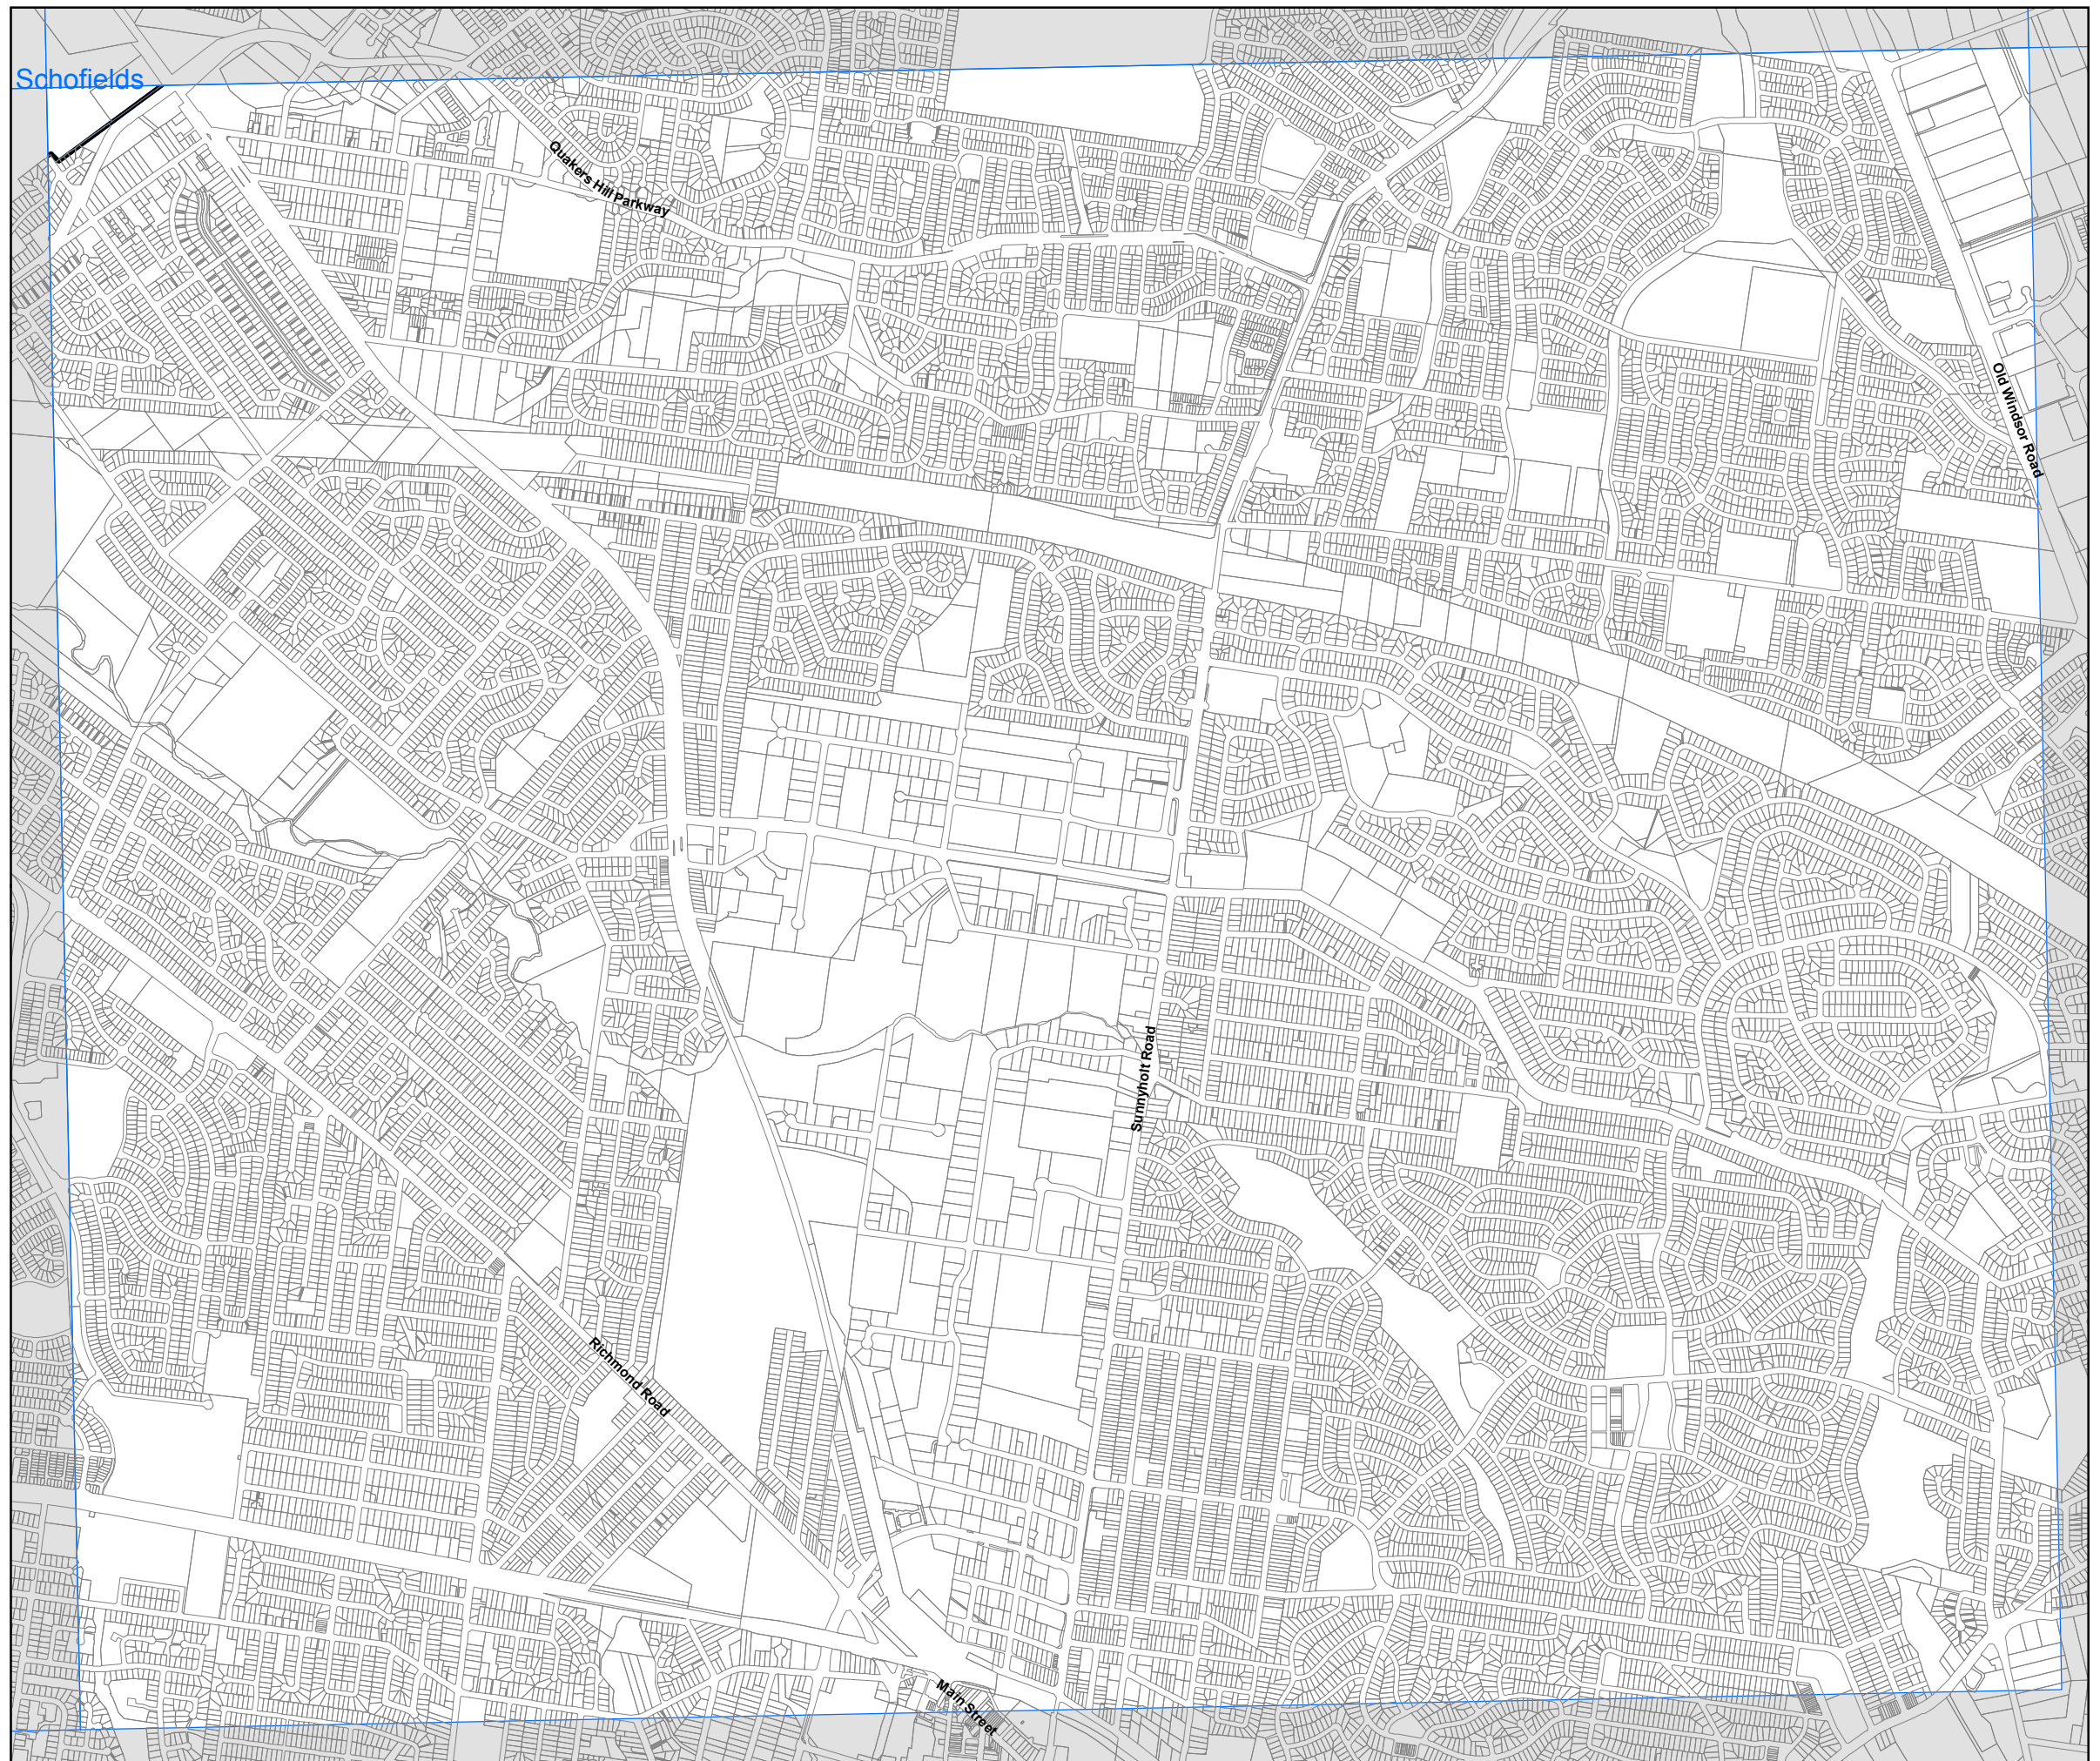 Schofields
Quakers Hill Parkway
Old Windsor Road
Sunnyholt Road
Richmond Road
Main Street